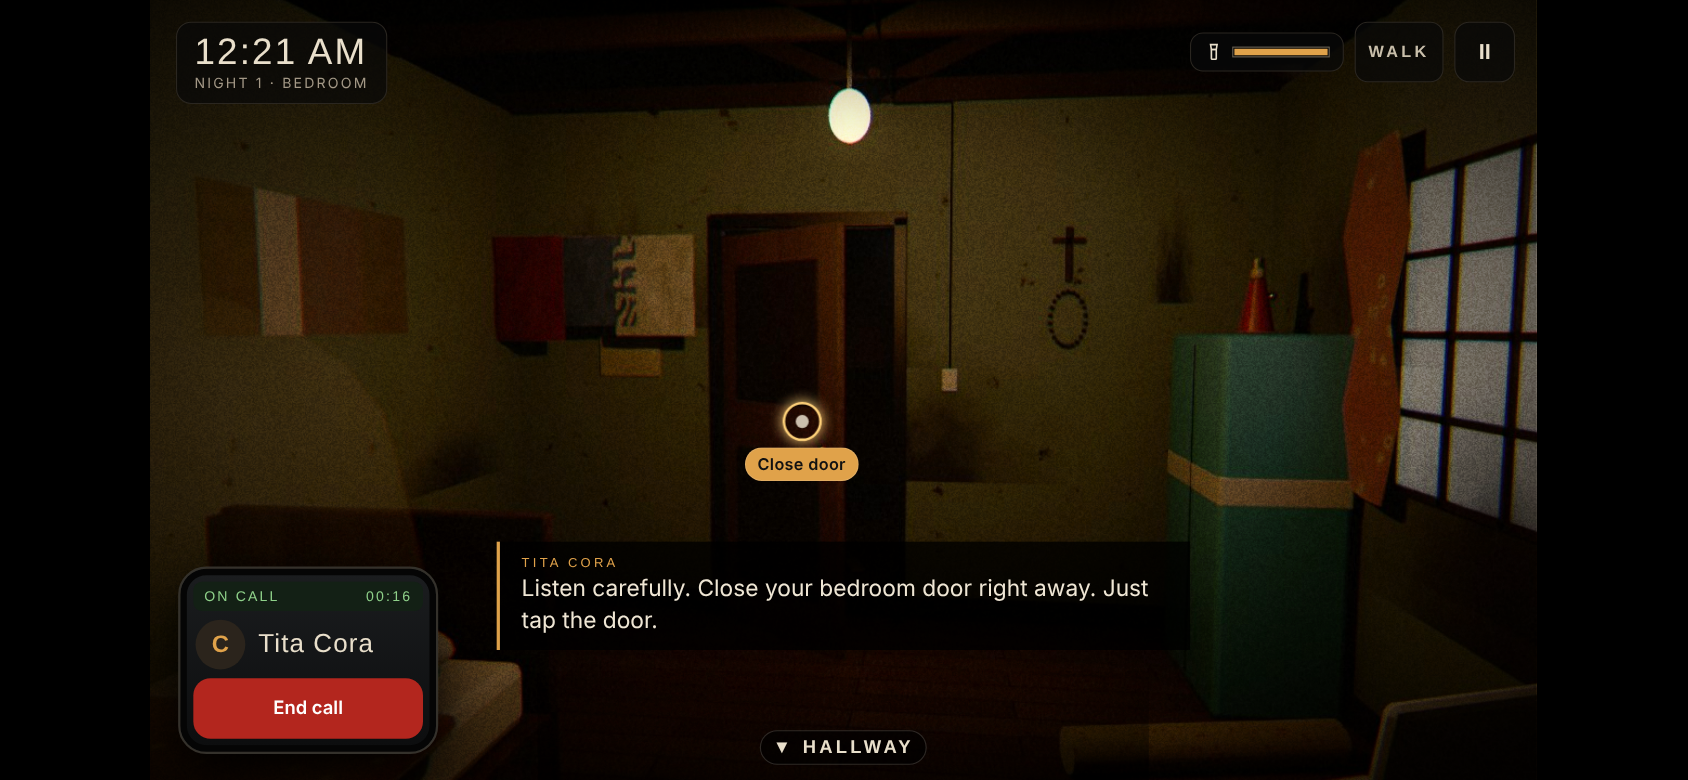 12:21 AM
NIGHT 1 · BEDROOM
WALK
Close door
TITA CORA
Listen carefully. Close your bedroom door right away. Just
tap the door.
ON CALL 00:16
C Tita Cora
End call
▼ HALLWAY